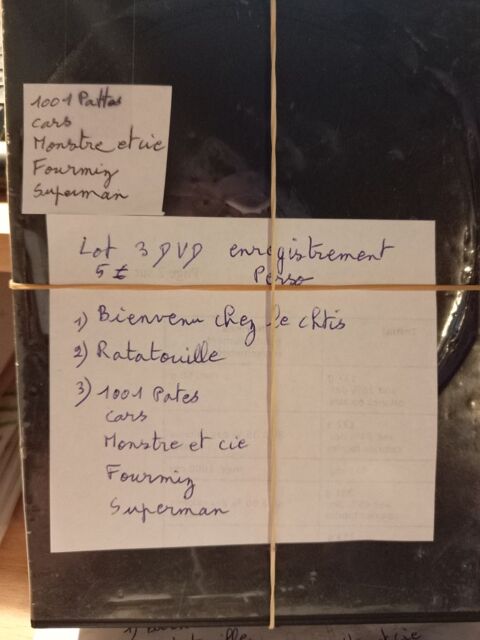 1001 Pattes
cars
Monstre et cie
Fourmiz
Superman
Lot 3 DVD enregistrement
5 € Perso
1) Bienvenu chez le chtis
2) Ratatouille
3) 1001 Pates
cars
Monstre et cie
Fourmiz
Superman